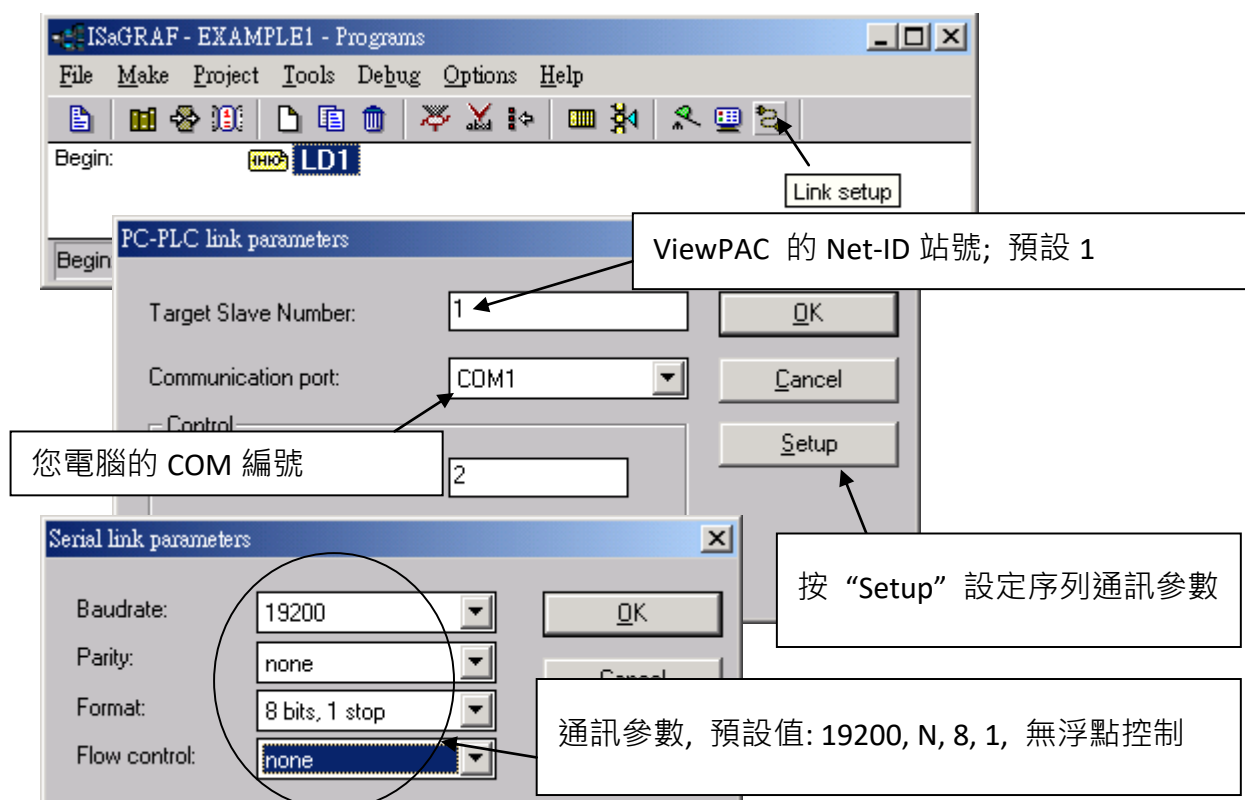 ISaGRAF - EXAMPLE1 - Programs
File Make Project Tools Debug Options Help
Begin: LD1
Link setup
PC-PLC link parameters
ViewPAC 的 Net-ID 站號; 預設 1
Begin
Target Slave Number: 1 OK
Communication port: COM1 Cancel
Control
Setup
您電腦的 COM 編號
2
Serial link parameters
按 “Setup” 設定序列通訊參數
Baudrate: 19200 OK
Parity: none
Cancel
Format: 8 bits, 1 stop
通訊參數, 預設值: 19200, N, 8, 1, 無浮點控制
Flow control: none